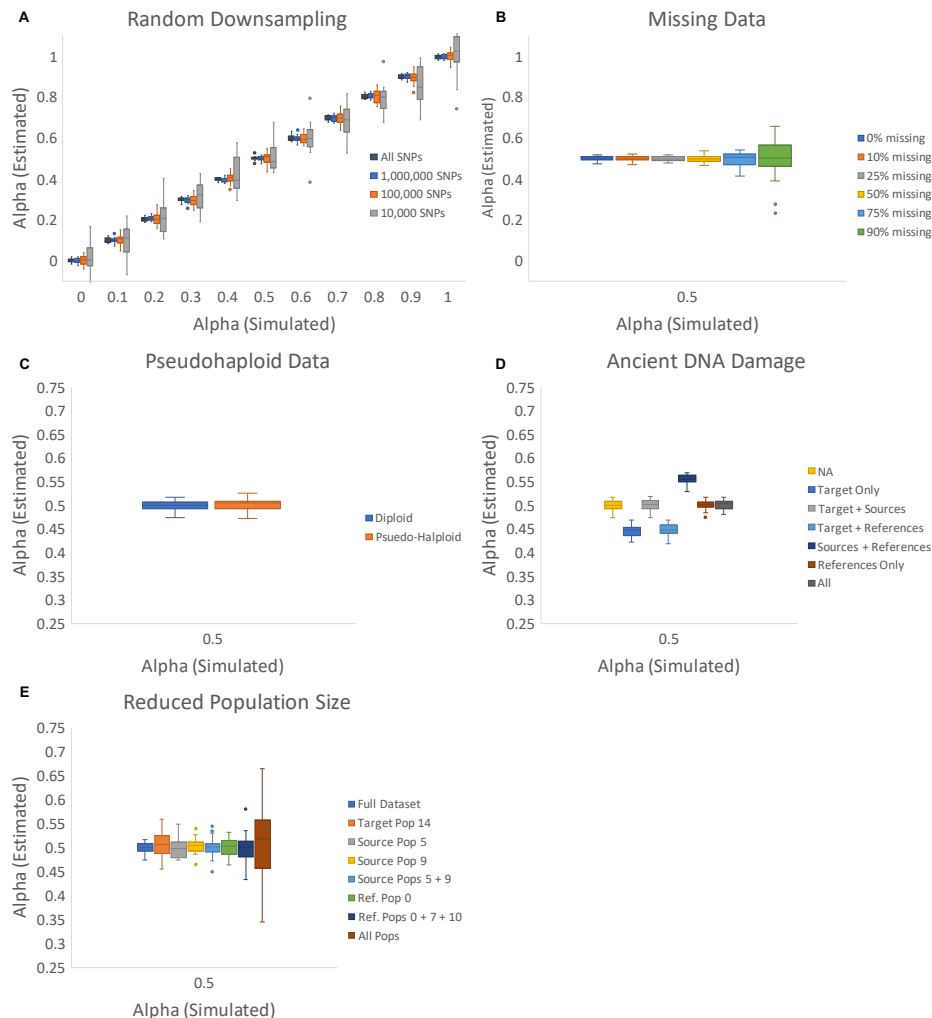 A
Random Downsampling
Alpha (Estimated)
1
0.8
0.6
0.4
0.2
0
All SNPs
1,000,000 SNPs
100,000 SNPs
10,000 SNPs
0 0.1 0.2 0.3 0.4 0.5 0.6 0.7 0.8 0.9 1
Alpha (Simulated)
B
Missing Data
Alpha (Estimated)
1
0.8
0.6
0.4
0.2
0
0% missing
10% missing
25% missing
50% missing
75% missing
90% missing
0.5
Alpha (Simulated)
C
Pseudohaploid Data
Alpha (Estimated)
0.75
0.7
0.65
0.6
0.55
0.5
0.45
0.4
0.35
0.3
0.25
Diploid
Psuedo-Halploid
0.5
Alpha (Simulated)
D
Ancient DNA Damage
Alpha (Estimated)
0.75
0.7
0.65
0.6
0.55
0.5
0.45
0.4
0.35
0.3
0.25
NA
Target Only
Target + Sources
Target + References
Sources + References
References Only
All
0.5
Alpha (Simulated)
E
Reduced Population Size
Alpha (Estimated)
0.75
0.7
0.65
0.6
0.55
0.5
0.45
0.4
0.35
0.3
0.25
Full Dataset
Target Pop 14
Source Pop 5
Source Pop 9
Source Pops 5 + 9
Ref. Pop 0
Ref. Pops 0 + 7 + 10
All Pops
0.5
Alpha (Simulated)